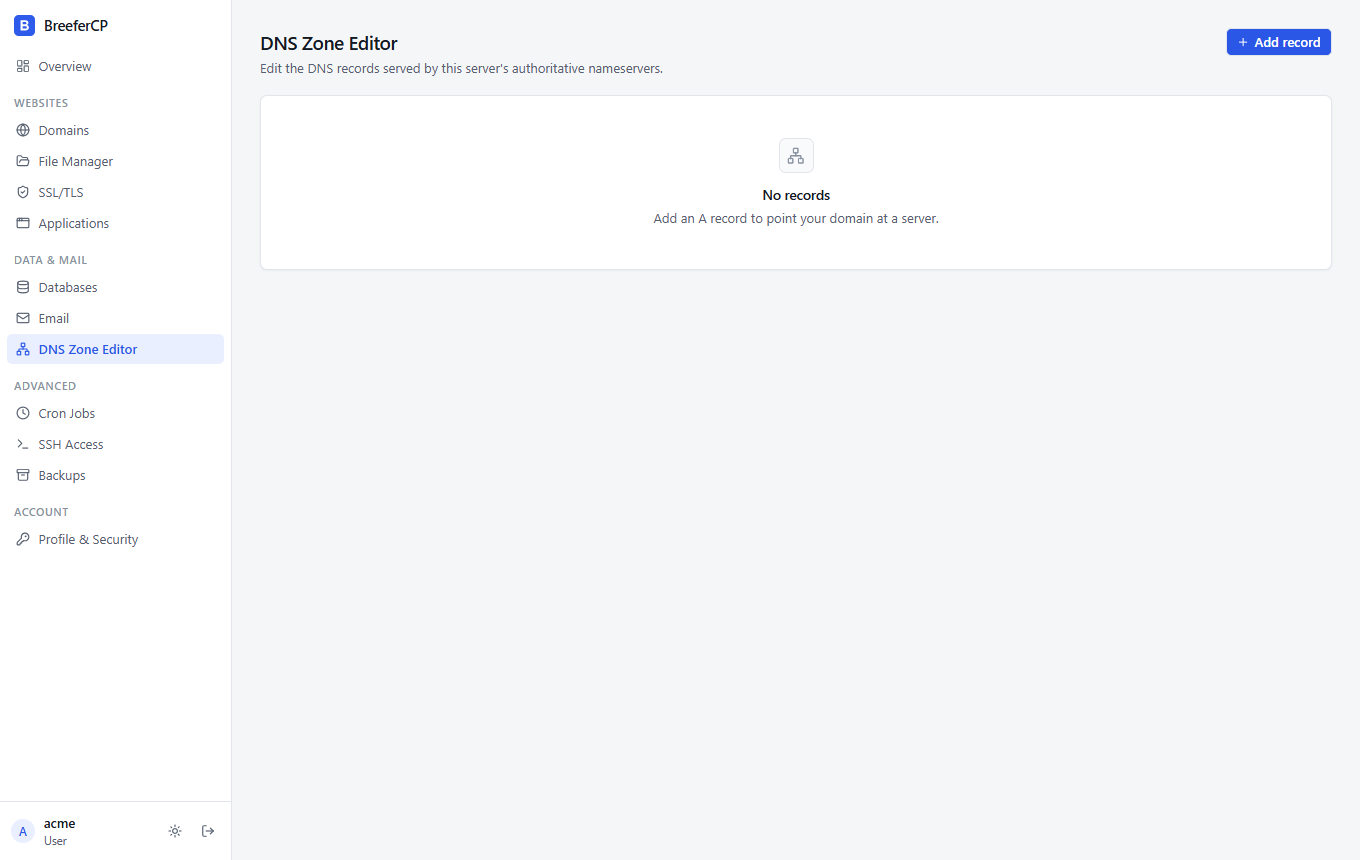 B BreeferCP
Overview
WEBSITES
Domains
File Manager
SSL/TLS
Applications
DATA & MAIL
Databases
Email
DNS Zone Editor
ADVANCED
Cron Jobs
SSH Access
Backups
ACCOUNT
Profile & Security
A acme
User
DNS Zone Editor
Edit the DNS records served by this server's authoritative nameservers.
+ Add record
No records
Add an A record to point your domain at a server.